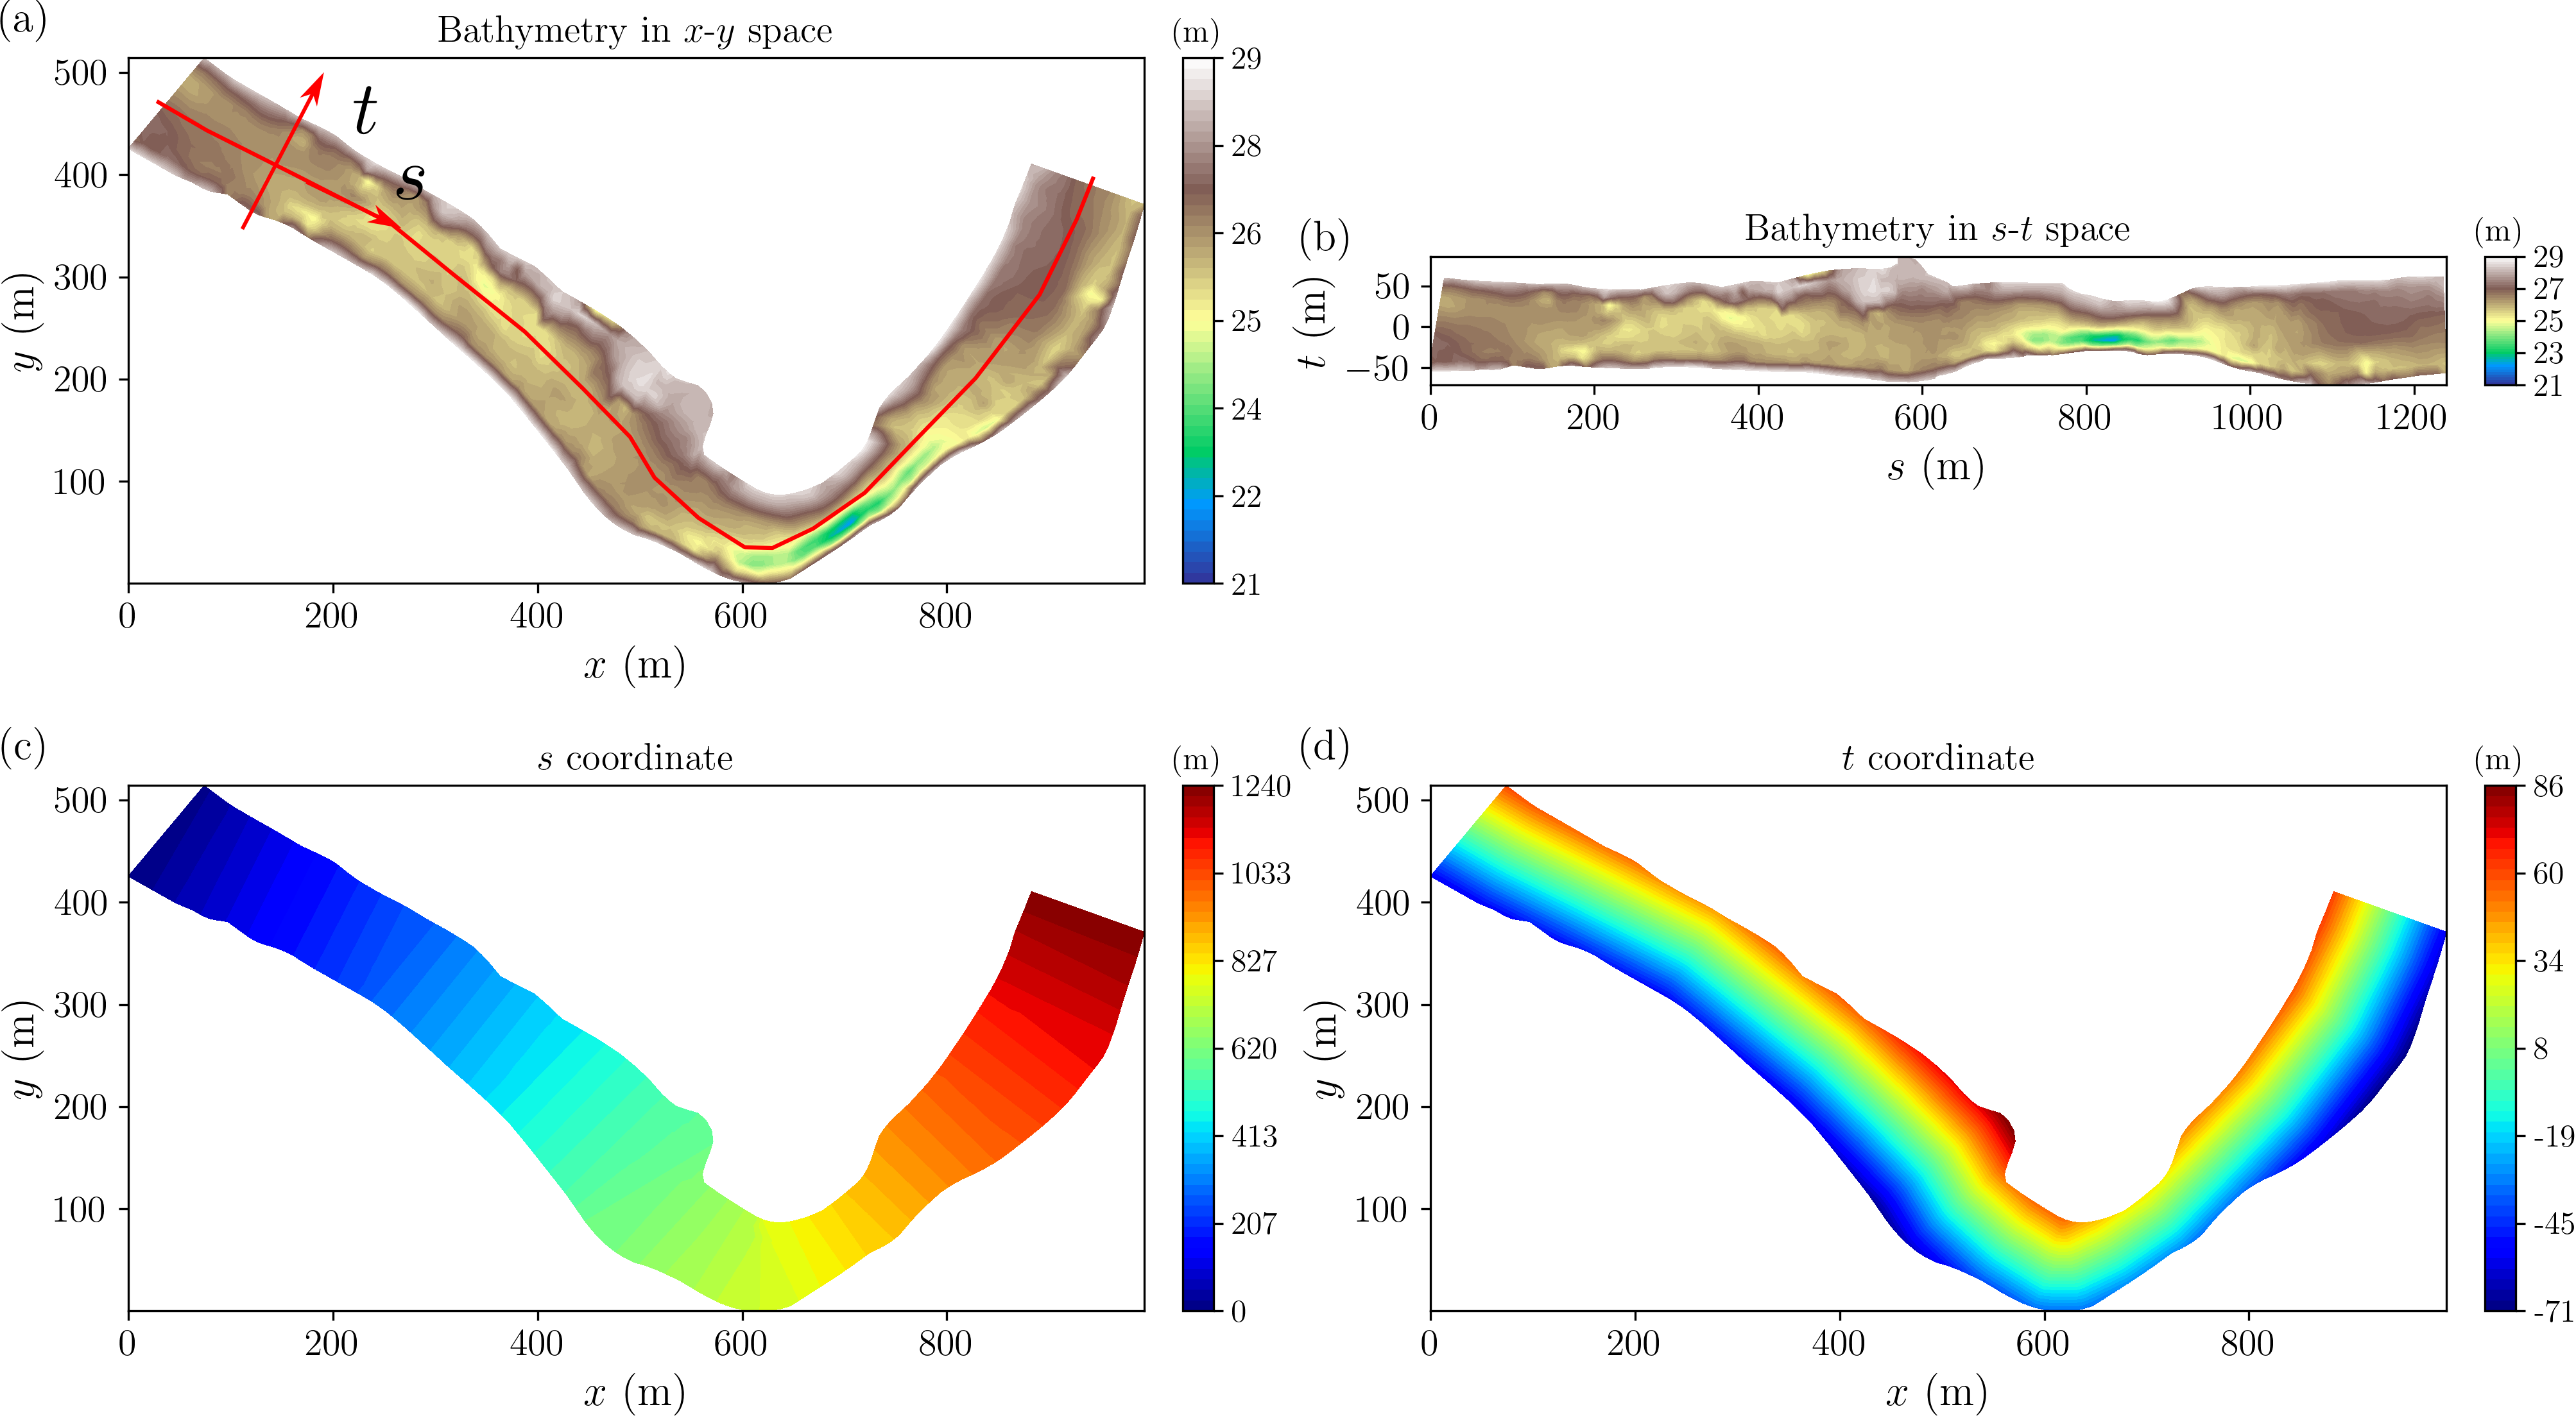 (a)
Bathymetry in x-y space
(m)
t
s
500
400
300
200
100
y (m)
0 200 400 600 800
x (m)
29
28
26
25
24
22
21
(b)
Bathymetry in s-t space
(m)
50
0
−50
t (m)
0 200 400 600 800 1000 1200
s (m)
29
27
25
23
21
(c)
s coordinate
(m)
500
400
300
200
100
y (m)
0 200 400 600 800
x (m)
1240
1033
827
620
413
207
0
(d)
t coordinate
(m)
500
400
300
200
100
y (m)
0 200 400 600 800
x (m)
86
60
34
8
-19
-45
-71